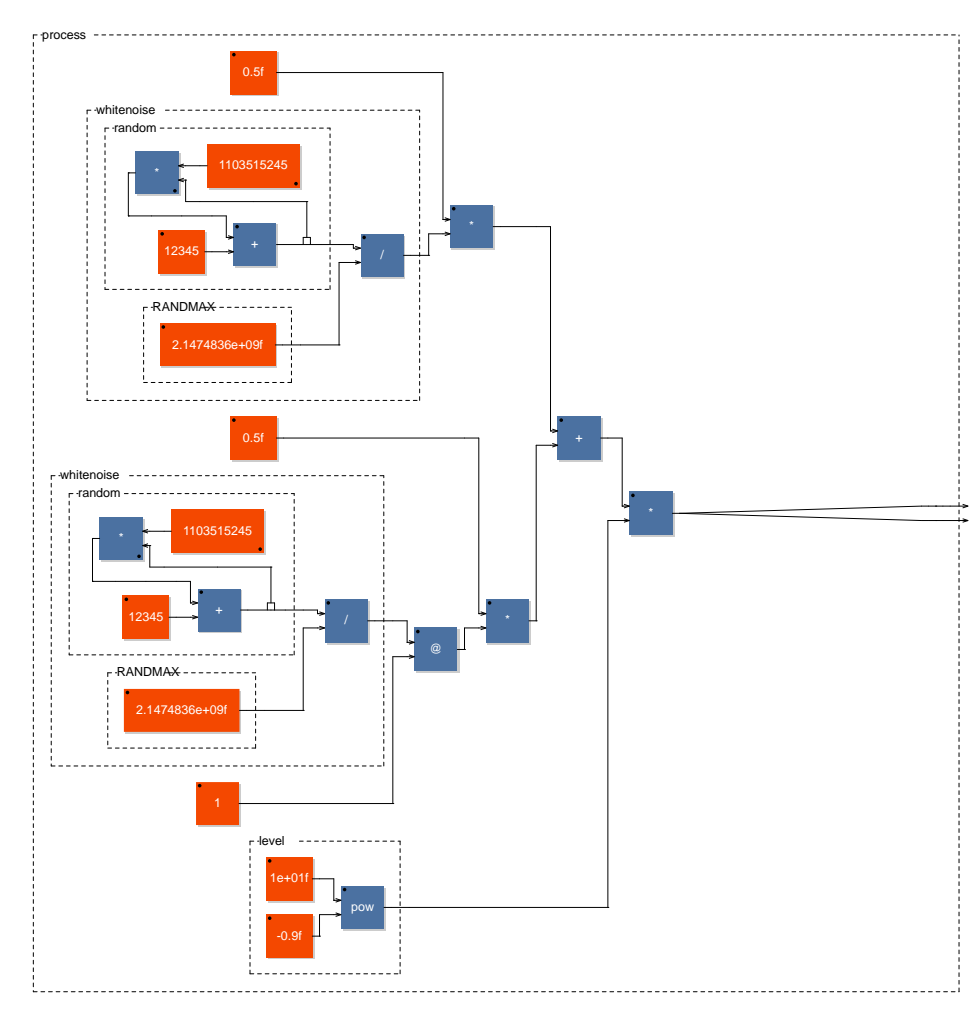 process
0.5f
whitenoise
random
*
1103515245
12345
+
/
*
RANDMAX
2.1474836e+09f
0.5f
+
whitenoise
random
*
1103515245
*
12345
+
/
*
@
RANDMAX
2.1474836e+09f
1
level
1e+01f
pow
-0.9f